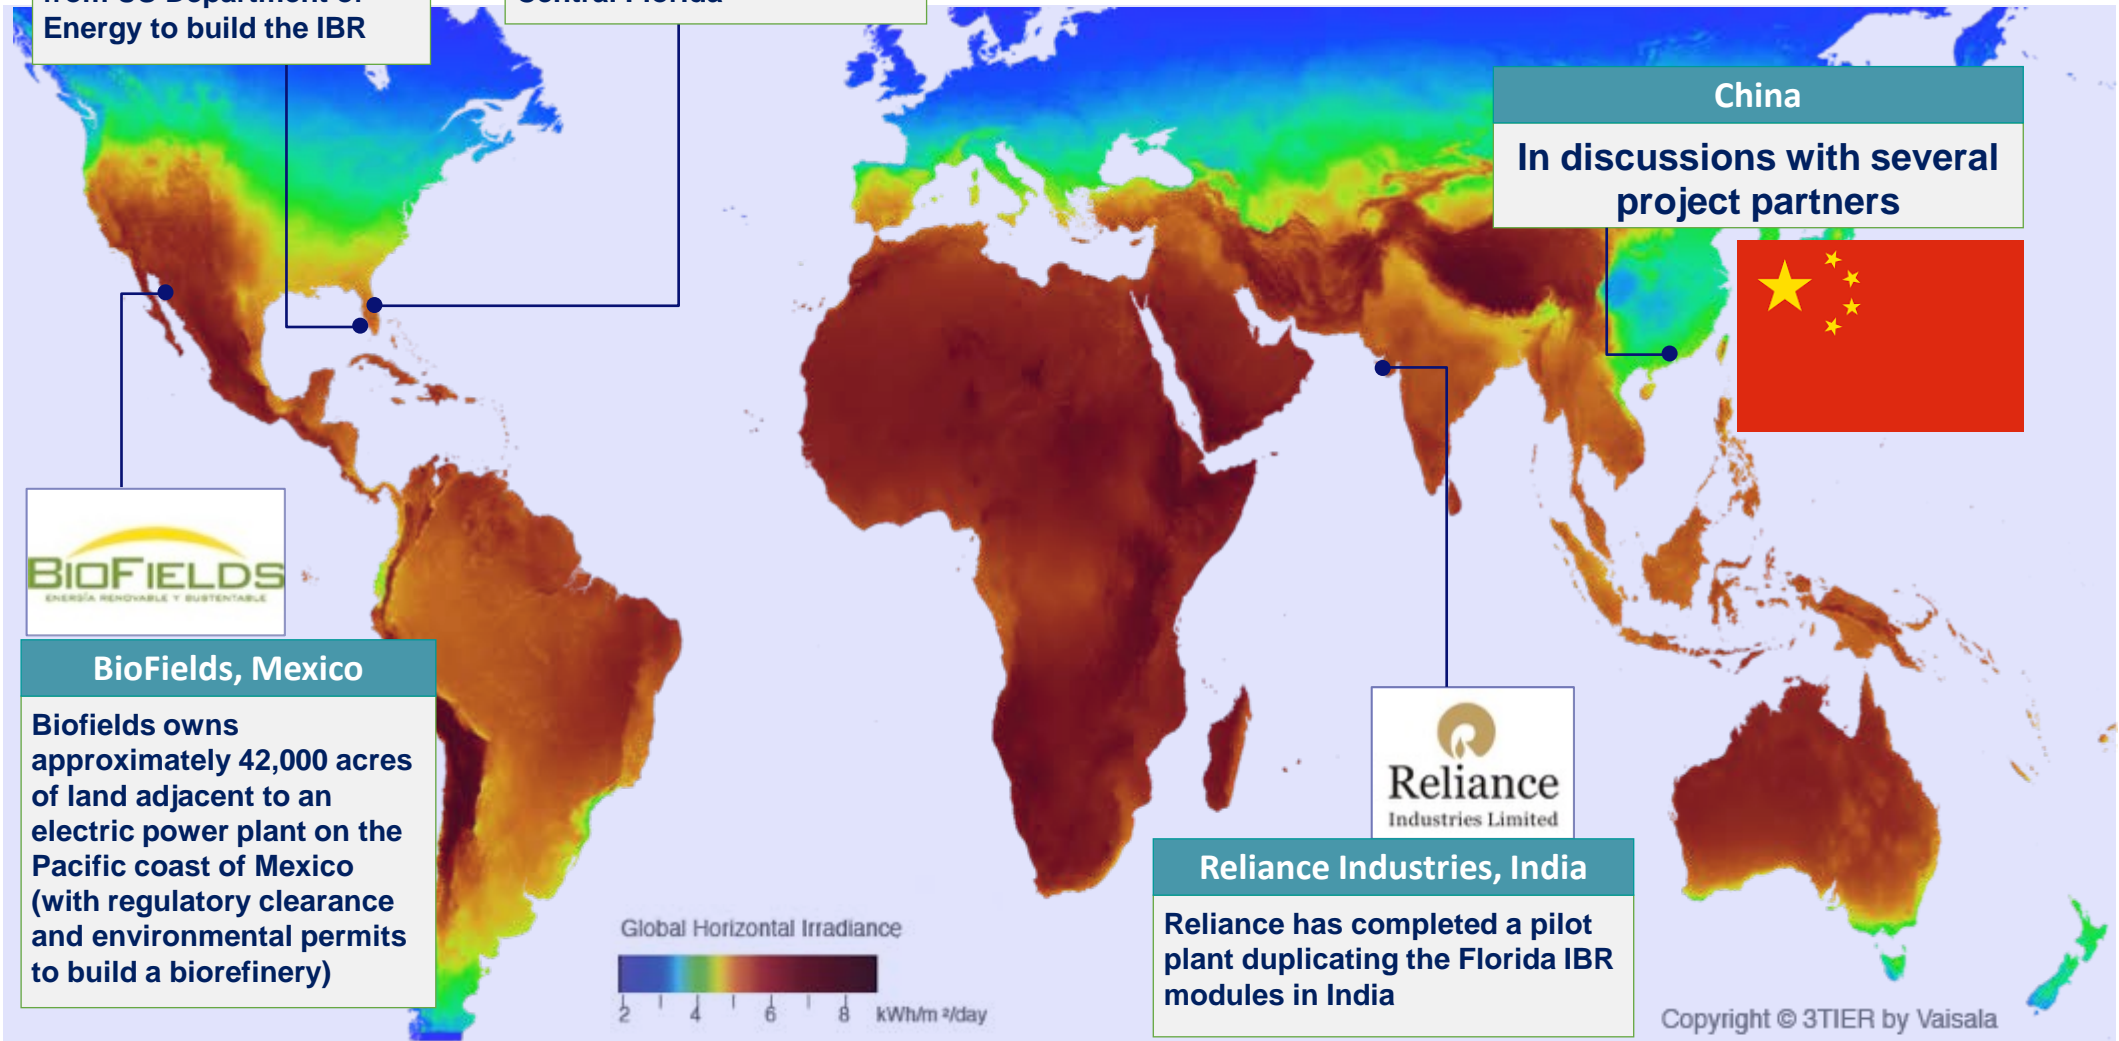 Energy to build the IBR
China
In discussions with several
project partners
BIOFIELDS
ENERGÍA RENOVABLE Y SUSTENTABLE
BioFields, Mexico
Biofields owns
approximately 42,000 acres
of land adjacent to an
electric power plant on the
Pacific coast of Mexico
(with regulatory clearance
and environmental permits
to build a biorefinery)
Reliance
Industries Limited
Reliance Industries, India
Reliance has completed a pilot
plant duplicating the Florida IBR
modules in India
Global Horizontal Irradiance
2 4 6 8 kWh/m²/day
Copyright © 3TIER by Vaisala